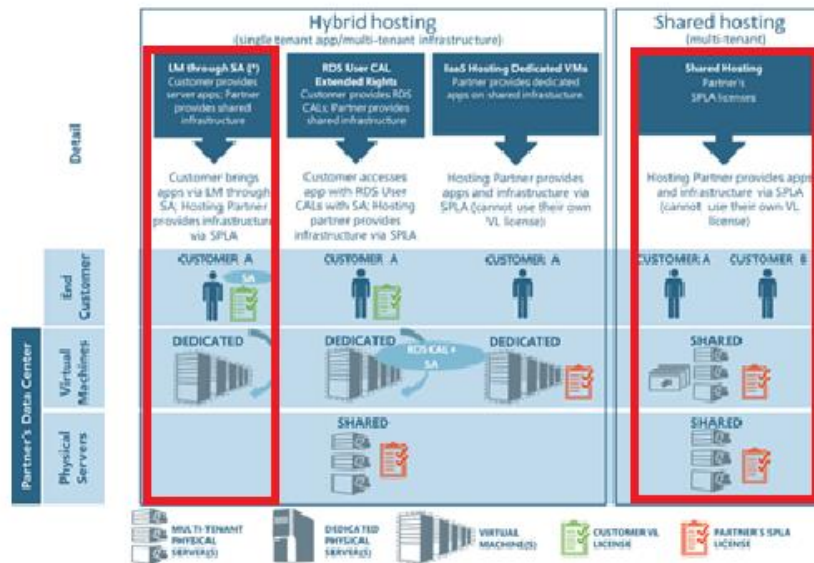 Hybrid hosting
(single tenant app/multi-tenant infrastructure)
Shared hosting
(multi-tenant)
Detail
LM through SA (*)
Customer provides
server apps; Partner
provides shared
infrastructure
RDS User CAL
Extended Rights
Customer provides RDS
CALs; Partner provides
shared infrastructure
IaaS Hosting Dedicated VMs
Partner provides dedicated
apps on shared infrastructure.
Shared Hosting
Partner's
SPLA licenses
Customer brings
apps via LM through
SA; Hosting Partner
provides infrastructure
via SPLA
Customer accesses
app with RDS User
CALs with SA; Hosting
partner provides
infrastructure via SPLA
Hosting Partner provides
apps and infrastructure via
SPLA (cannot use their own
VL license)
Hosting Partner provides apps
and infrastructure via SPLA
(cannot use their own VL
license)
End
Customer
CUSTOMER A
SA
CUSTOMER A
CUSTOMER A
CUSTOMER A
CUSTOMER B
Partner's Data Center
Virtual
Machines
DEDICATED
DEDICATED
RDS CAL +
SA
DEDICATED
SHARED
Physical
Servers
SHARED
SHARED
MULTI-TENANT
PHYSICAL
SERVER(S)
DEDICATED
PHYSICAL
SERVER(S)
VIRTUAL
MACHINE(S)
CUSTOMER VL
LICENSE
PARTNER'S SPLA
LICENSE